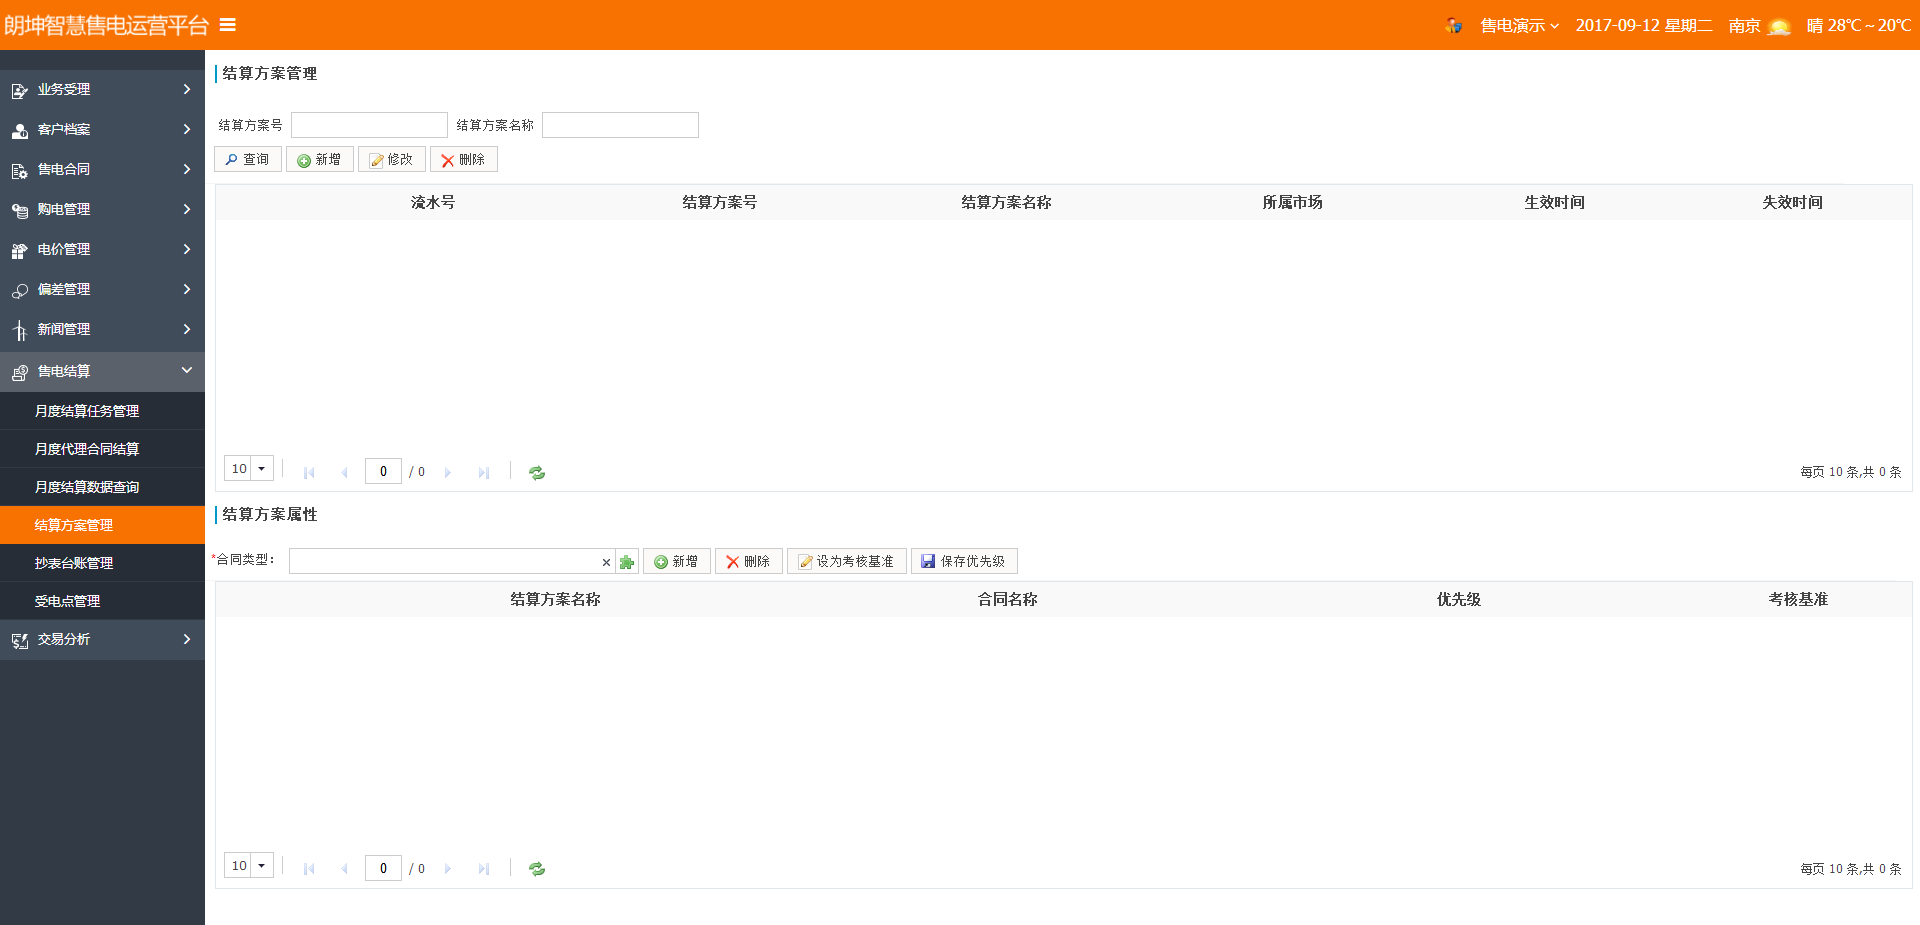 朗坤智慧售电运营平台
售电演示 2017-09-12 星期二 南京 晴 28℃～20℃
业务受理
客户档案
售电合同
购电管理
电价管理
偏差管理
新闻管理
售电结算
月度结算任务管理
月度代理合同结算
月度结算数据查询
结算方案管理
抄表台账管理
受电点管理
交易分析
结算方案管理
结算方案号 结算方案名称
查询 新增 修改 删除
流水号 结算方案号 结算方案名称 所属市场 生效时间 失效时间
10 0 / 0 每页 10 条,共 0 条
结算方案属性
*合同类型： 新增 删除 设为考核基准 保存优先级
结算方案名称 合同名称 优先级 考核基准
10 0 / 0 每页 10 条,共 0 条